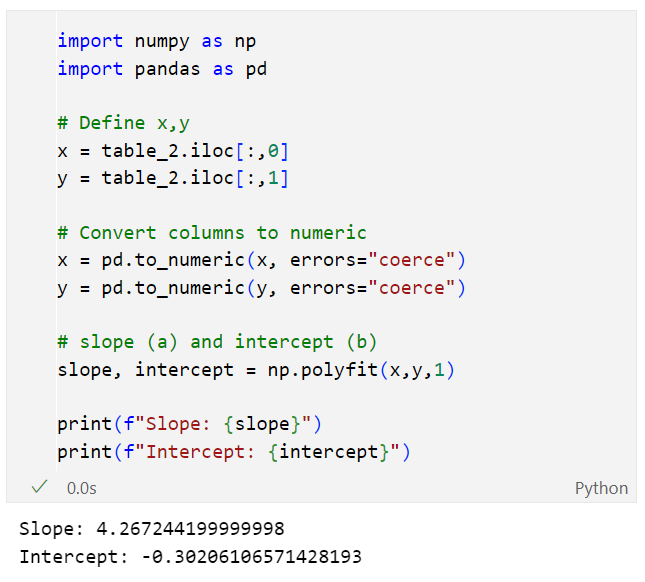 import numpy as np
import pandas as pd
# Define x,y
x = table_2.iloc[:,0]
y = table_2.iloc[:,1]
# Convert columns to numeric
x = pd.to_numeric(x, errors="coerce")
y = pd.to_numeric(y, errors="coerce")
# slope (a) and intercept (b)
slope, intercept = np.polyfit(x,y,1)
print(f"Slope: {slope}")
print(f"Intercept: {intercept}")
✓ 0.0s Python
Slope: 4.267244199999998
Intercept: -0.30206106571428193